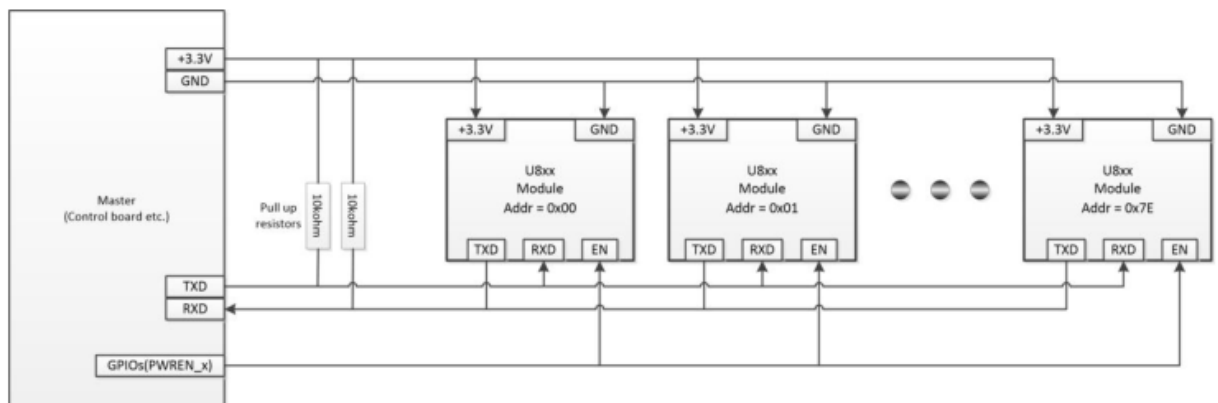 +3.3V
GND
Master
(Control board etc.)
Pull up
resistors
10kohm
10kohm
TXD
RXD
GPIOs(PWREN_x)
+3.3V
GND
U8xx
Module
Addr = 0x00
TXD
RXD
EN
+3.3V
GND
U8xx
Module
Addr = 0x01
TXD
RXD
EN
+3.3V
GND
U8xx
Module
Addr = 0x7E
TXD
RXD
EN